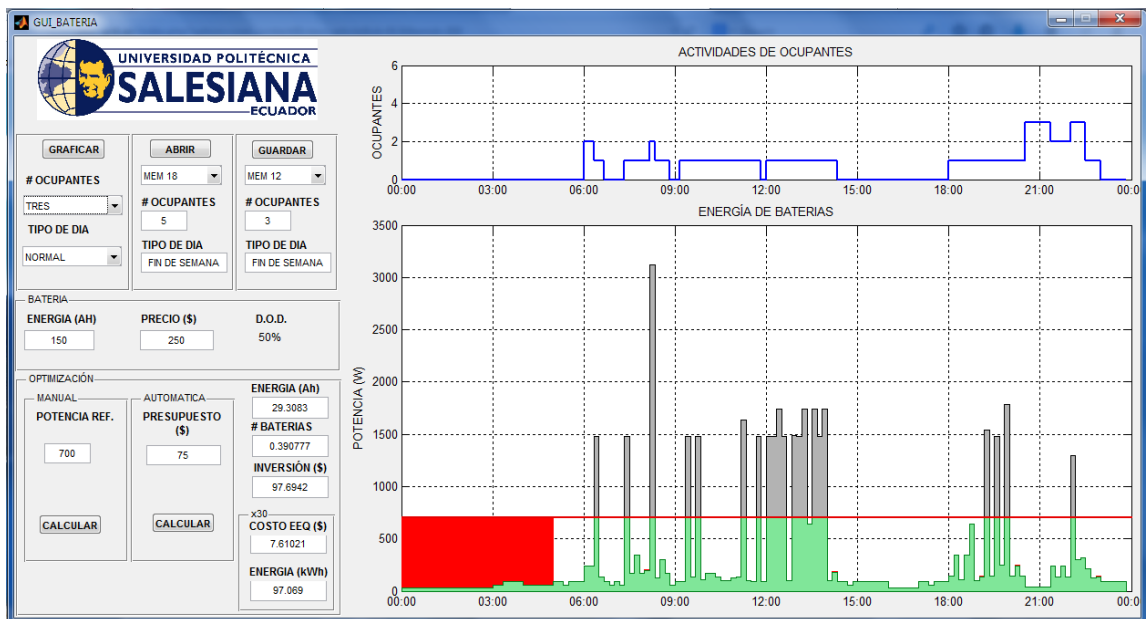 GUI_BATERIA
UNIVERSIDAD POLITÉCNICA
SALESIANA
ECUADOR
GRAFICAR
# OCUPANTES
TRES
TIPO DE DIA
NORMAL
ABRIR
MEM 18
# OCUPANTES
5
TIPO DE DIA
FIN DE SEMANA
GUARDAR
MEM 12
# OCUPANTES
3
TIPO DE DIA
FIN DE SEMANA
BATERIA
ENERGIA (AH)
150
PRECIO ($)
250
D.O.D.
50%
OPTIMIZACIÓN
MANUAL
POTENCIA REF.
700
CALCULAR
AUTOMATICA
PRESUPUESTO
($)
75
CALCULAR
ENERGIA (Ah)
29.3083
# BATERIAS
0.390777
INVERSIÓN ($)
97.6942
x30
COSTO EEQ ($)
7.61021
ENERGIA (kWh)
97.069
ACTIVIDADES DE OCUPANTES
OCUPANTES
6
4
2
0
00:00 03:00 06:00 09:00 12:00 15:00 18:00 21:00 00:0
ENERGÍA DE BATERIAS
POTENCIA (W)
3500
3000
2500
2000
1500
1000
500
0
00:00 03:00 06:00 09:00 12:00 15:00 18:00 21:00 00:0